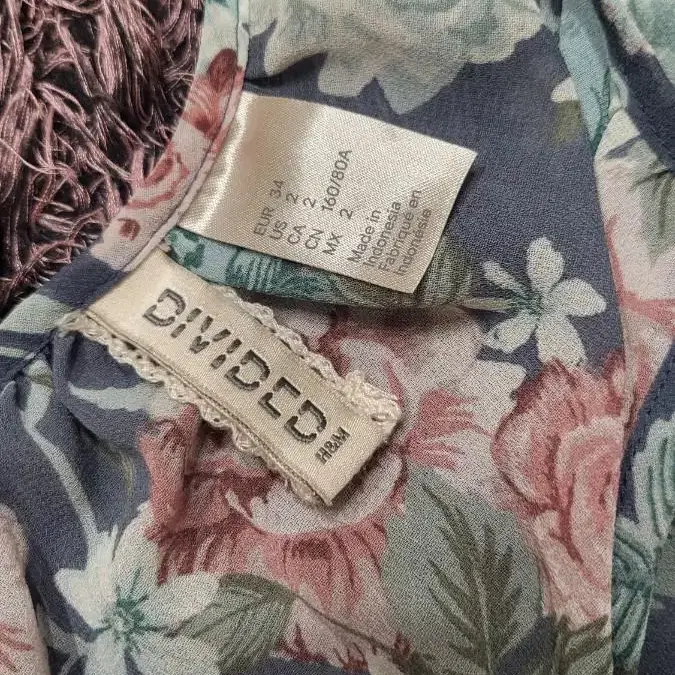 EUR 34
US 2
CA 2
CN 160/80A
MX 2
Made in
Indonesia
Fabriqué en
Indonésie
DIVIDED
H&M